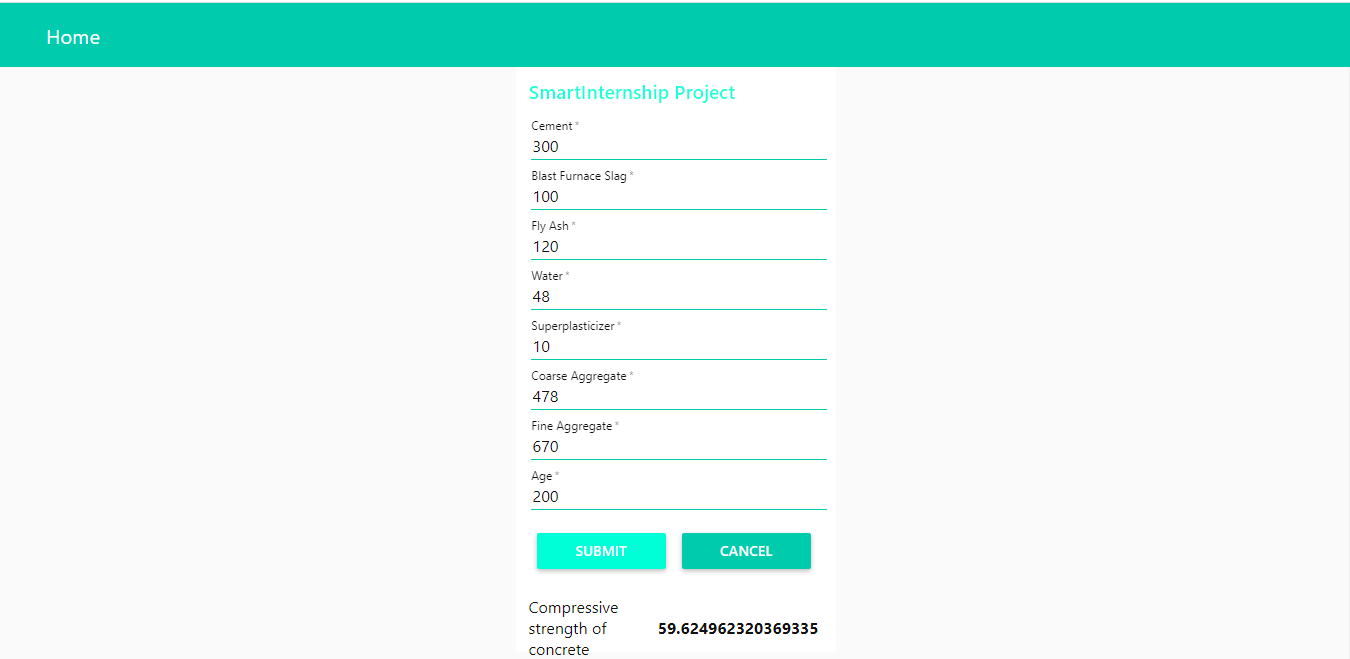 Home
SmartInternship Project
Cement *
300
Blast Furnace Slag *
100
Fly Ash *
120
Water *
48
Superplasticizer *
10
Coarse Aggregate *
478
Fine Aggregate *
670
Age *
200
SUBMIT CANCEL
Compressive
strength of 59.624962320369335
concrete